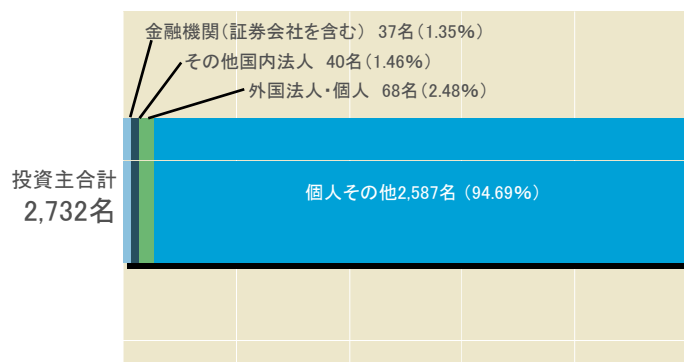 金融機関(証券会社を含む) 37名(1.35%)
その他国内法人 40名(1.46%)
外国法人・個人 68名(2.48%)
投資主合計
2,732名
個人その他2,587名 (94.69%)